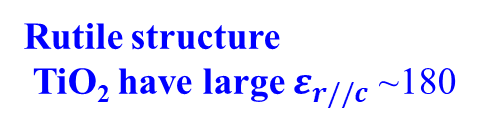 Rutile structure
TiO₂ have large εᵣ//c ~180